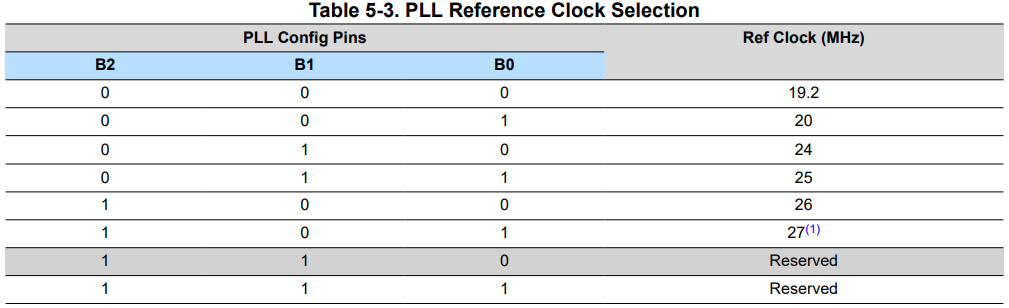 Table 5-3. PLL Reference Clock Selection
PLL Config Pins Ref Clock (MHz)
B2 B1 B0
0 0 0 19.2
0 0 1 20
0 1 0 24
0 1 1 25
1 0 0 26
1 0 1 27(1)
1 1 0 Reserved
1 1 1 Reserved